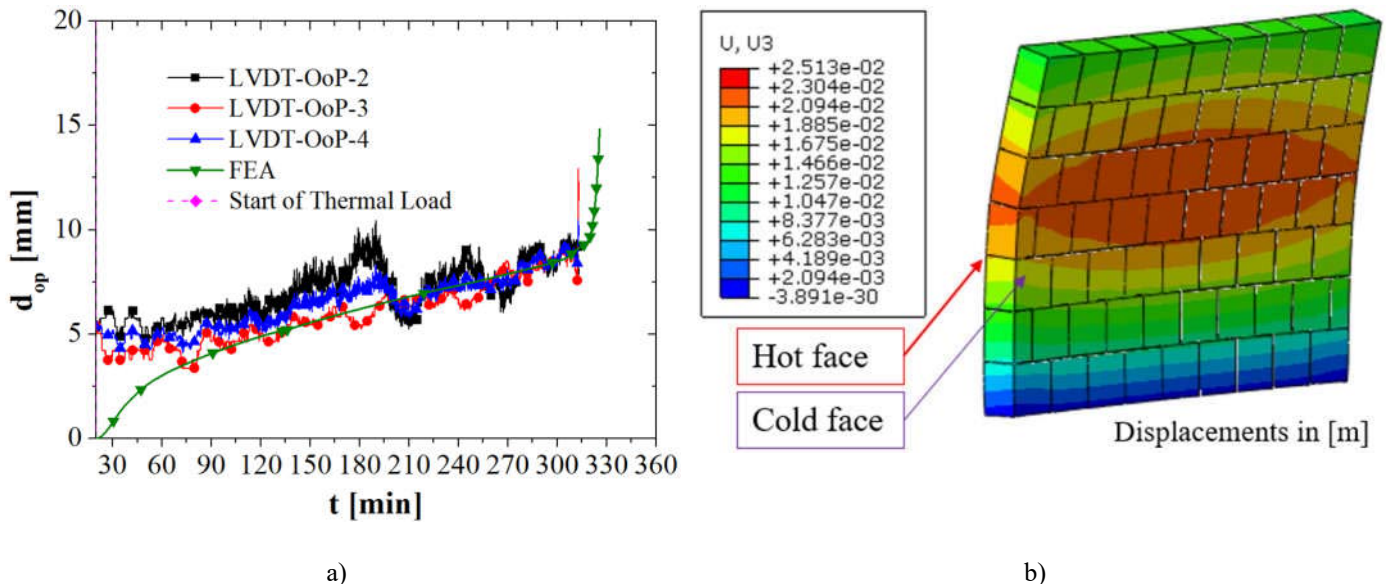 20
15
10
5
0
d_op [mm]
LVDT-OoP-2
LVDT-OoP-3
LVDT-OoP-4
FEA
Start of Thermal Load
30 60 90 120 150 180 210 240 270 300 330 360
t [min]
a)
U, U3
+2.513e-02
+2.304e-02
+2.094e-02
+1.885e-02
+1.675e-02
+1.466e-02
+1.257e-02
+1.047e-02
+8.377e-03
+6.283e-03
+4.189e-03
+2.094e-03
-3.891e-30
Hot face
Cold face
Displacements in [m]
b)